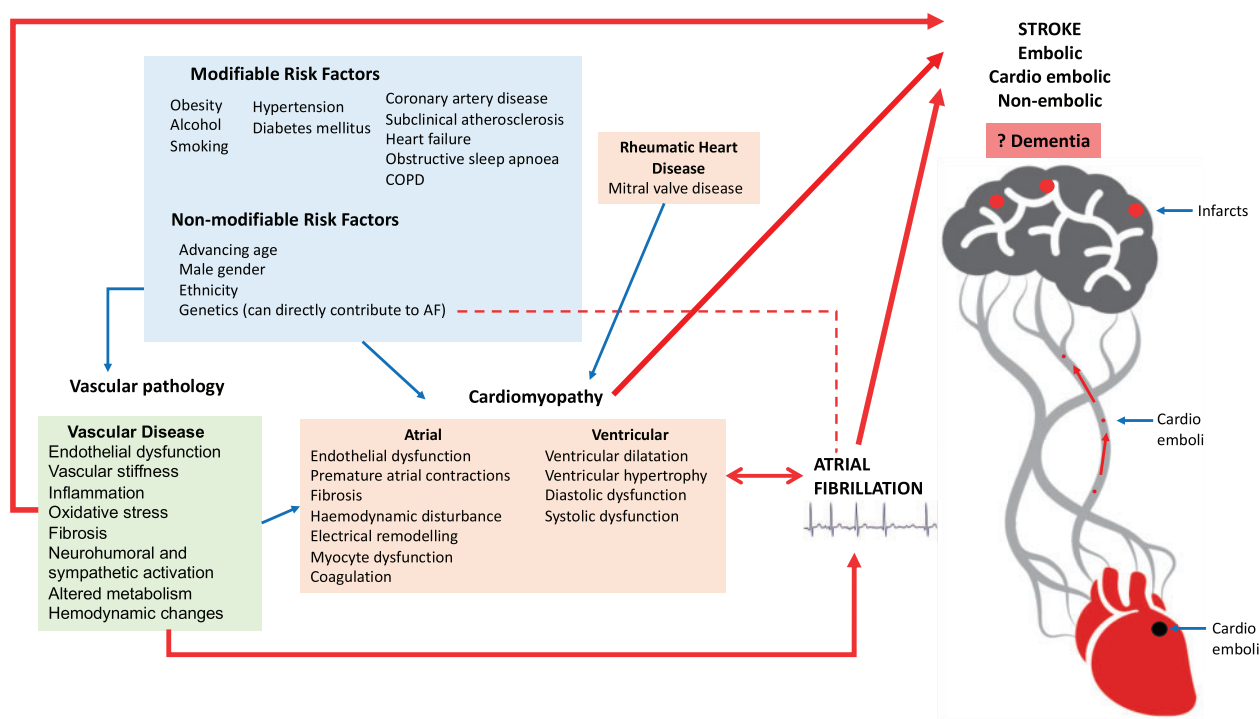 STROKE
Embolic
Cardio embolic
Non-embolic
? Dementia
Modifiable Risk Factors
Obesity
Alcohol
Smoking
Hypertension
Diabetes mellitus
Coronary artery disease
Subclinical atherosclerosis
Heart failure
Obstructive sleep apnoea
COPD
Non-modifiable Risk Factors
Advancing age
Male gender
Ethnicity
Genetics (can directly contribute to AF)
Rheumatic Heart
Disease
Mitral valve disease
Infarcts
Vascular pathology
Vascular Disease
Endothelial dysfunction
Vascular stiffness
Inflammation
Oxidative stress
Fibrosis
Neurohumoral and
sympathetic activation
Altered metabolism
Hemodynamic changes
Cardiomyopathy
Atrial
Endothelial dysfunction
Premature atrial contractions
Fibrosis
Haemodynamic disturbance
Electrical remodelling
Myocyte dysfunction
Coagulation
Ventricular
Ventricular dilatation
Ventricular hypertrophy
Diastolic dysfunction
Systolic dysfunction
ATRIAL
FIBRILLATION
Cardio
emboli
Cardio
emboli